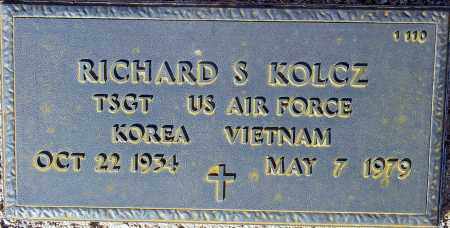 1 110
RICHARD S KOLCZ
TSGT US AIR FORCE
KOREA VIETNAM
OCT 22 1934 MAY 7 1979